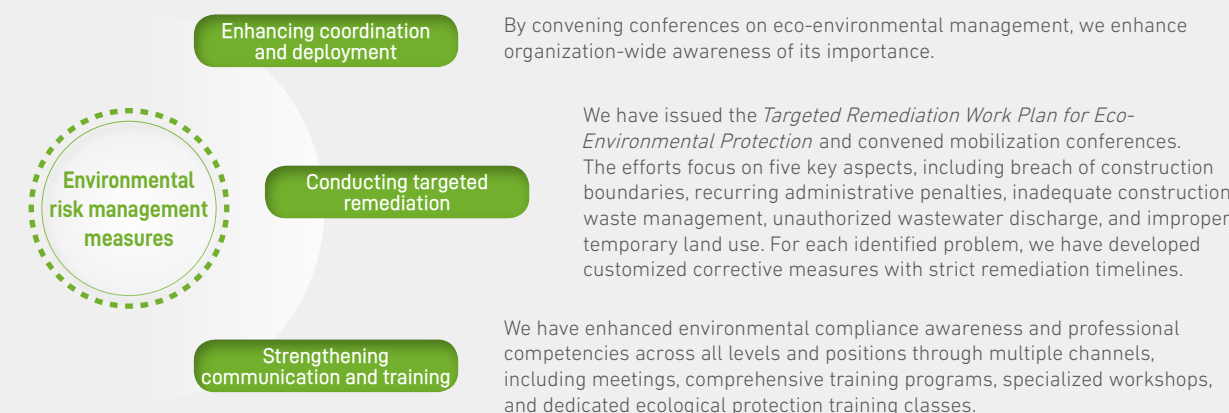 Environmental
risk management
measures
Enhancing coordination
and deployment
By convening conferences on eco-environmental management, we enhance
organization-wide awareness of its importance.
Conducting targeted
remediation
We have issued the Targeted Remediation Work Plan for Eco-
Environmental Protection and convened mobilization conferences.
The efforts focus on five key aspects, including breach of construction
boundaries, recurring administrative penalties, inadequate construction
waste management, unauthorized wastewater discharge, and improper
temporary land use. For each identified problem, we have developed
customized corrective measures with strict remediation timelines.
Strengthening
communication and training
We have enhanced environmental compliance awareness and professional
competencies across all levels and positions through multiple channels,
including meetings, comprehensive training programs, specialized workshops,
and dedicated ecological protection training classes.